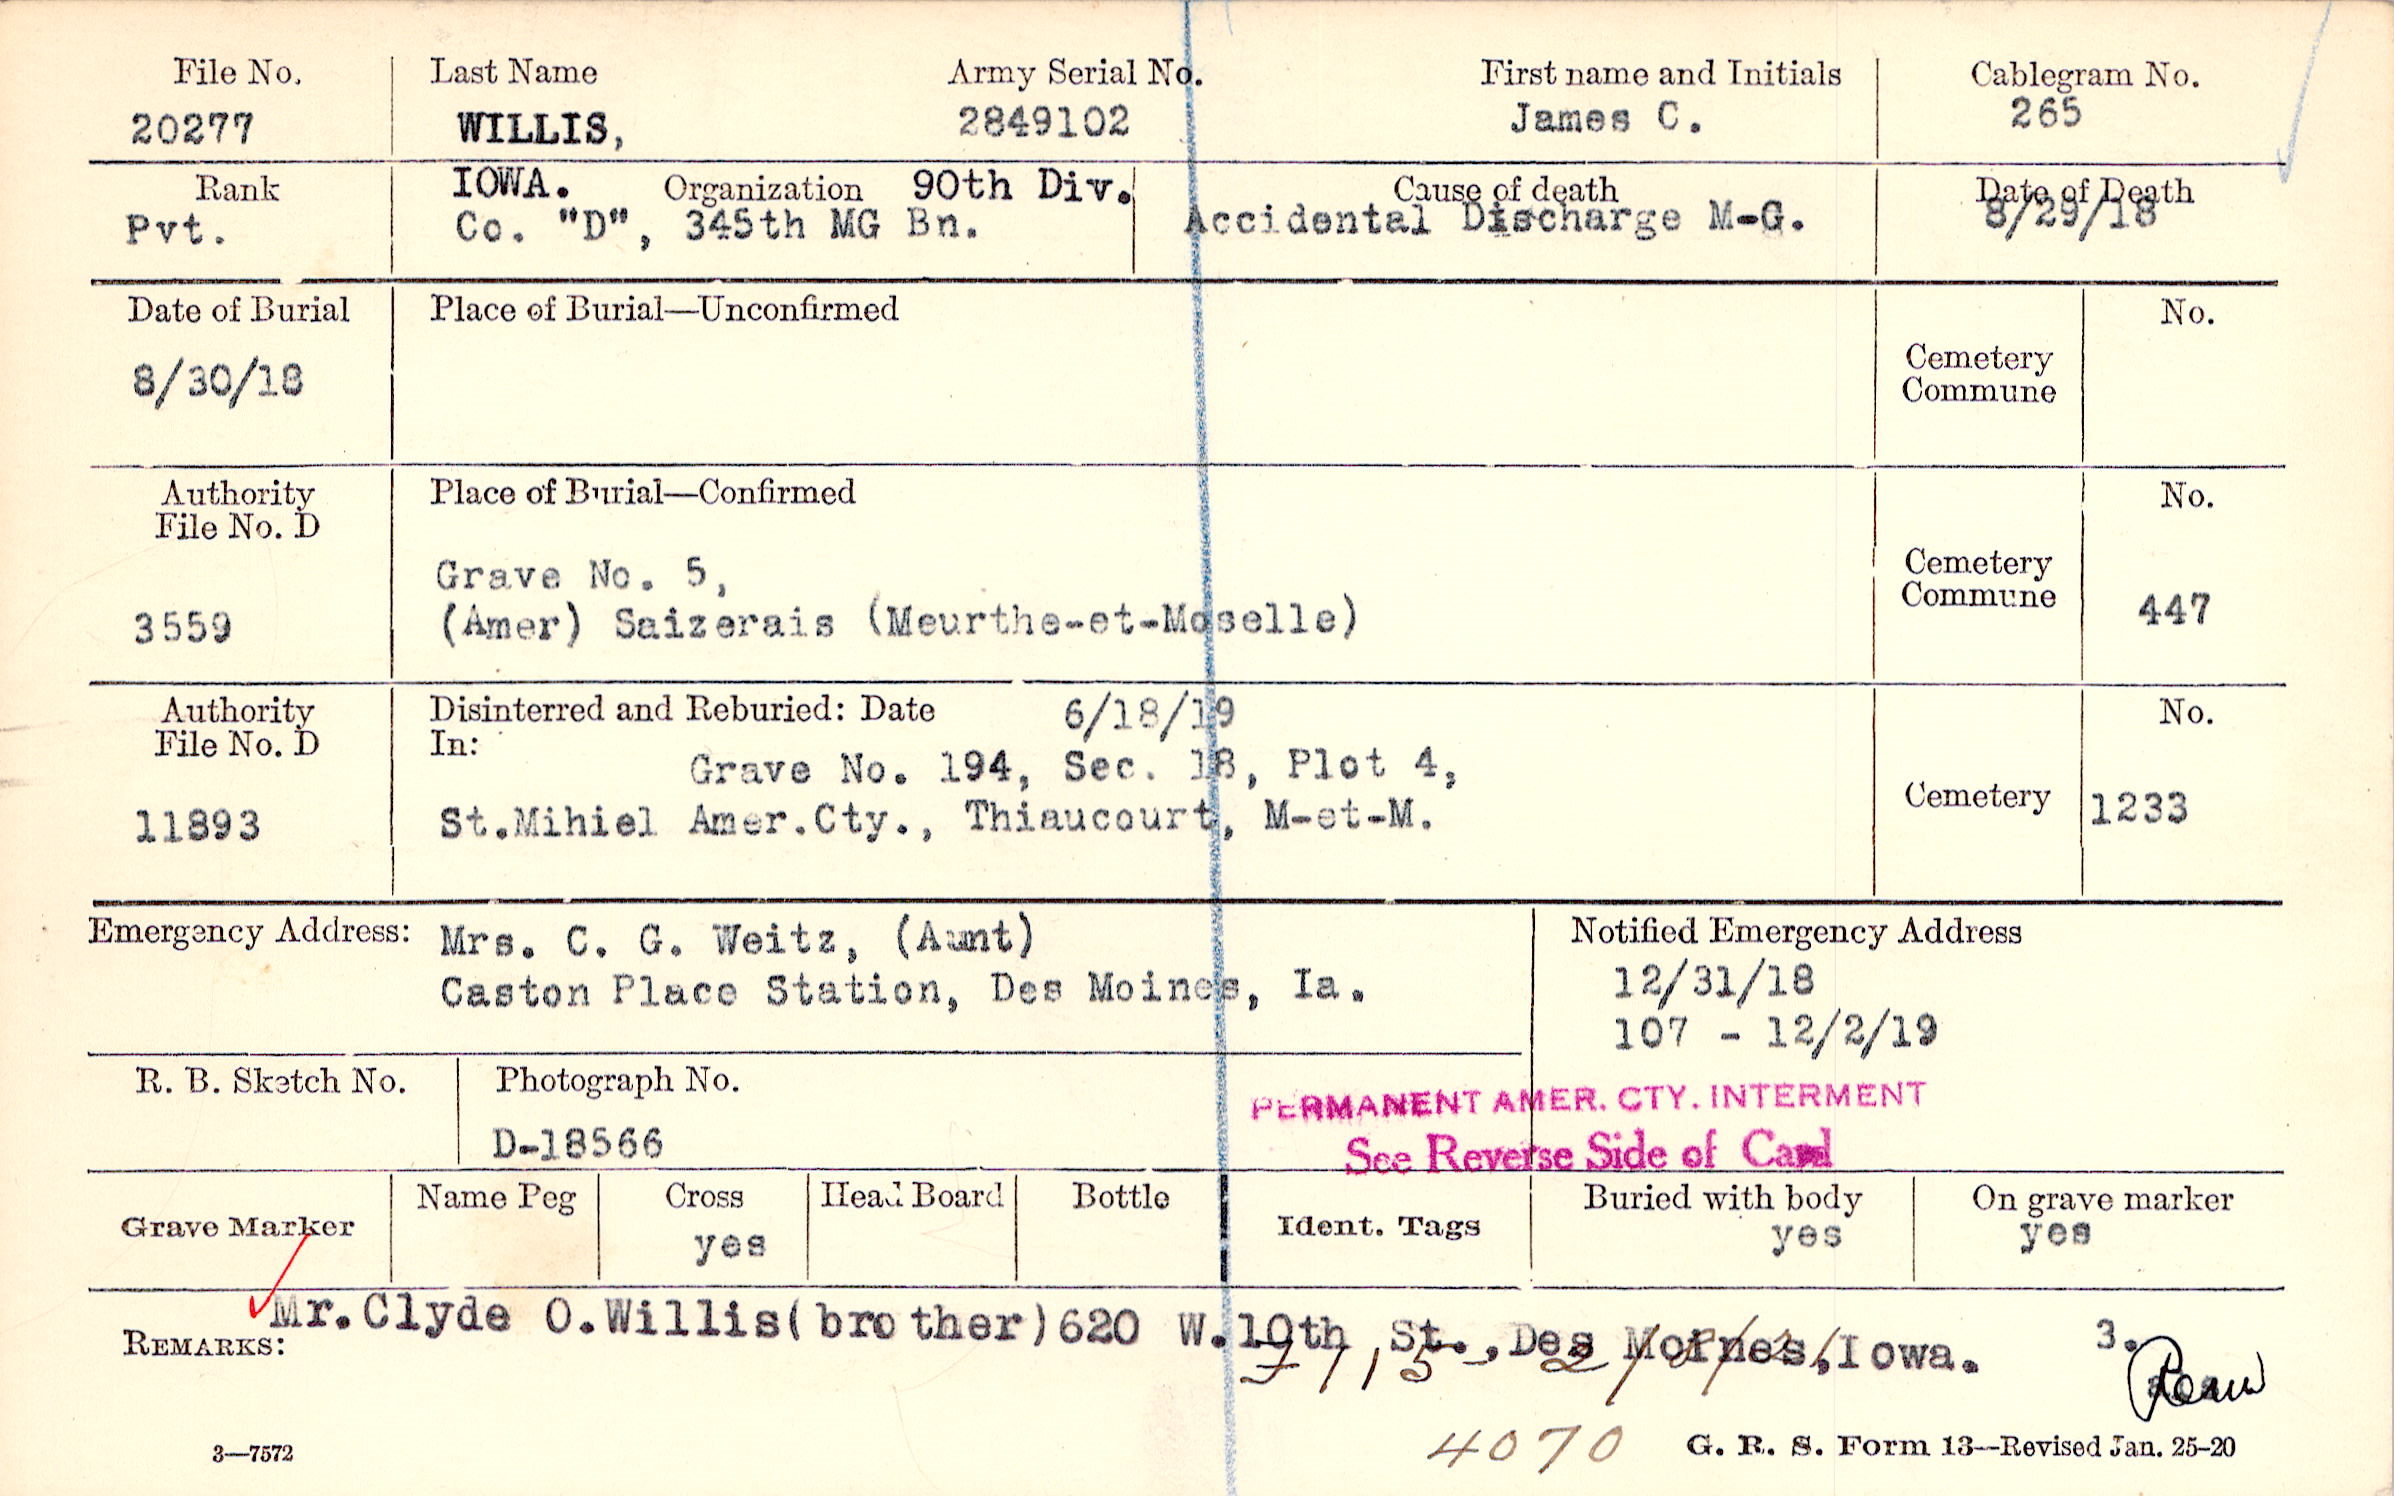 File No. Last Name Army Serial No. First name and Initials Cablegram No.
20277 WILLIS, 2849102 James C. 265
Rank IOWA. Organization 90th Div. Cause of death Date of Death
Pvt. Co. "D", 345th MG Bn. Accidental Discharge M-G. 8/29/18
Date of Burial Place of Burial—Unconfirmed No.
8/30/18 Cemetery
Commune
Authority Place of Burial—Confirmed No.
File No. D
Grave No. 5, Cemetery
3559 (Amer) Saizerais (Meurthe-et-Moselle) Commune 447
Authority Disinterred and Reburied: Date 6/18/19 No.
File No. D In:
Grave No. 194, Sec. 18, Plot 4,
11893 St.Mihiel Amer.Cty., Thiaucourt, M-et-M. Cemetery 1233
Emergency Address: Mrs. C. G. Weitz, (Aunt) Notified Emergency Address
Caston Place Station, Des Moines, Ia. 12/31/18
107 - 12/2/19
R. B. Sketch No. Photograph No.
PERMANENT AMER. CTY. INTERMENT
D-18566 See Reverse Side of Card
Grave Marker Name Peg Cross Head Board Bottle Ident. Tags Buried with body On grave marker
yes yes yes
REMARKS: Mr.Clyde O.Willis(brother)620 W.10th St.,Des Moines,Iowa. 3.
4070
3—7572 G. R. S. Form 13—Revised Jan. 25-20